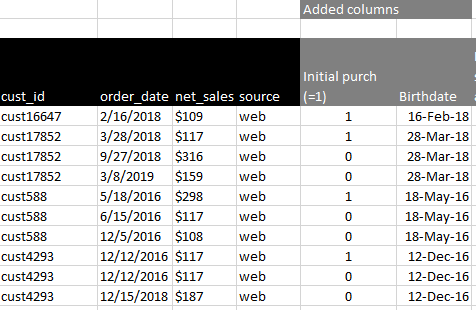 Added columns
Initial purch
cust_id order_date net_sales source (=1) Birthdate
cust16647 2/16/2018 $109 web 1 16-Feb-18
cust17852 3/28/2018 $117 web 1 28-Mar-18
cust17852 9/27/2018 $316 web 0 28-Mar-18
cust17852 3/8/2019 $159 web 0 28-Mar-18
cust588 5/18/2016 $298 web 1 18-May-16
cust588 6/15/2016 $117 web 0 18-May-16
cust588 12/5/2016 $108 web 0 18-May-16
cust4293 12/12/2016 $117 web 1 12-Dec-16
cust4293 12/12/2016 $117 web 0 12-Dec-16
cust4293 12/15/2018 $187 web 0 12-Dec-16